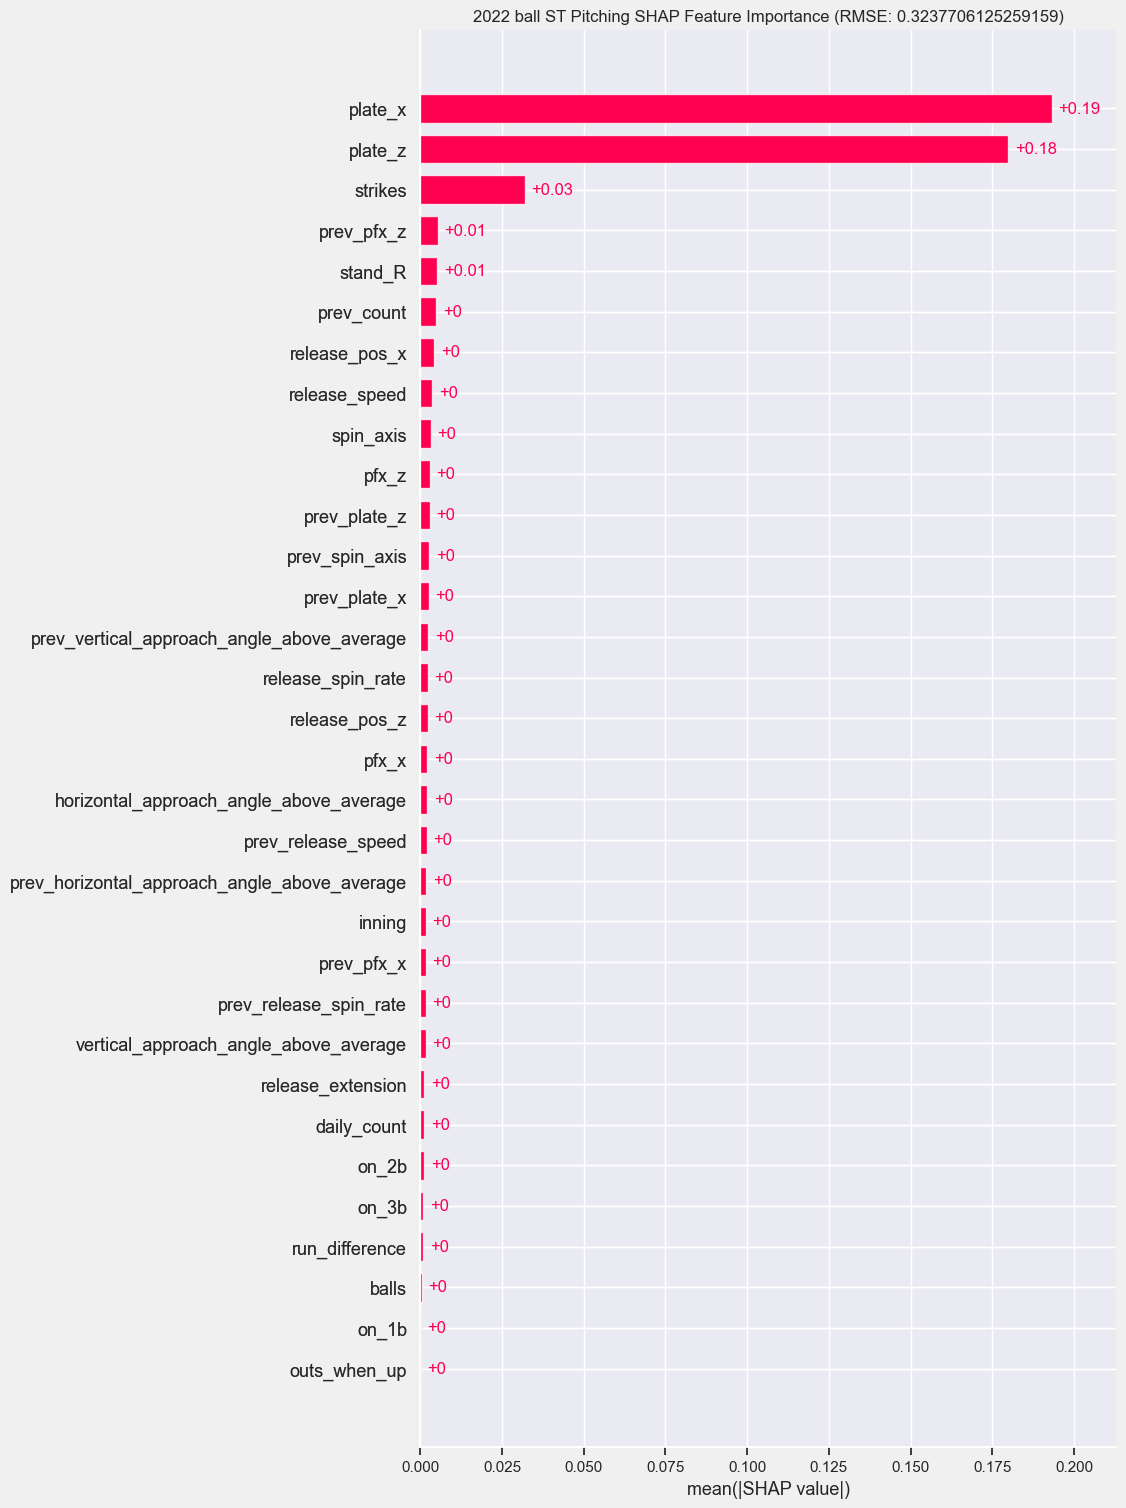 2022 ball ST Pitching SHAP Feature Importance (RMSE: 0.3237706125259159)
plate_x +0.19
plate_z +0.18
strikes +0.03
prev_pfx_z +0.01
stand_R +0.01
prev_count +0
release_pos_x +0
release_speed +0
spin_axis +0
pfx_z +0
prev_plate_z +0
prev_spin_axis +0
prev_plate_x +0
prev_vertical_approach_angle_above_average +0
release_spin_rate +0
release_pos_z +0
pfx_x +0
horizontal_approach_angle_above_average +0
prev_release_speed +0
prev_horizontal_approach_angle_above_average +0
inning +0
prev_pfx_x +0
prev_release_spin_rate +0
vertical_approach_angle_above_average +0
release_extension +0
daily_count +0
on_2b +0
on_3b +0
run_difference +0
balls +0
on_1b +0
outs_when_up +0
0.000 0.025 0.050 0.075 0.100 0.125 0.150 0.175 0.200
mean(|SHAP value|)